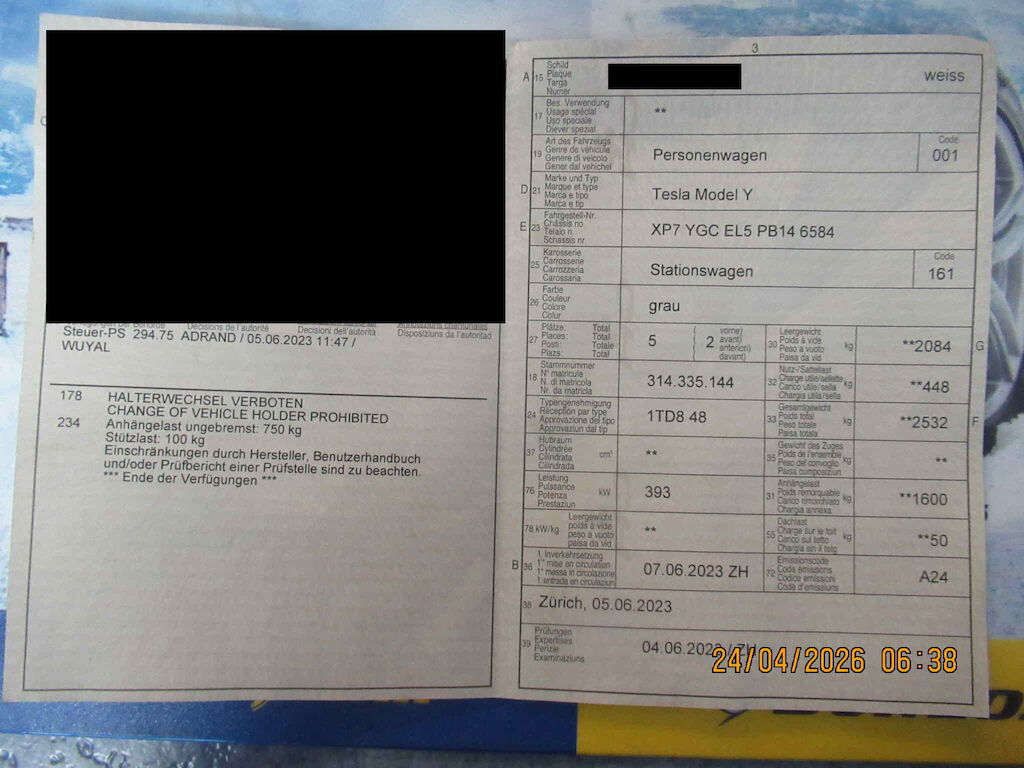 Steuer-PS 294.75 ADRAND / 05.06.2023 11:47 /
WUYAL
Décisions de l'autorité
Decisioni dell'autorità
Disposiziuns da l'autoritad
178 HALTERWECHSEL VERBOTEN
CHANGE OF VEHICLE HOLDER PROHIBITED
234 Anhängelast ungebremst: 750 kg
Stützlast: 100 kg
Einschränkungen durch Hersteller, Benutzerhandbuch
und/oder Prüfbericht einer Prüfstelle sind zu beachten.
*** Ende der Verfügungen ***
3
A 15 Schild
Plaque
Targa
Numer
weiss
17 Bes. Verwendung
Usage spécial
Uso speciale
Diever spezial
**
19 Art des Fahrzeugs
Genre de véhicule
Genere di veicolo
Gener dal vehichel
Personenwagen
Code
001
D 21 Marke und Typ
Marque et type
Marca e tipo
Marca e tip
Tesla Model Y
E 23 Fahrgestell-Nr.
Châssis no
Telaio n.
Schassis nr.
XP7 YGC EL5 PB14 6584
25 Karosserie
Carrosserie
Carrozzeria
Carossaria
Stationswagen
Code
161
26 Farbe
Couleur
Colore
Colur
grau
27 Plätze: Total
Places: Total
Posti: Totale
Plazs: Total
5
( vorne)
2 avant)
anteriori)
davant)
30 Leergewicht
Poids à vide
Peso a vuoto
Paisa da vid
kg
**2084
G
18 Stammnummer
N° matricule
N. di matricola
Nr. da matricla
314.335.144
32 Nutz-/Sattellast
Charge utile/sellette
Carico utile/sella
Chargia utila/sella
kg
**448
24 Typengenehmigung
Réception par type
Approvazione del tipo
Approvaziun dal tip
1TD8 48
33 Gesamtgewicht
Poids total
Peso totale
Paisa totala
kg
**2532
F
37 Hubraum
Cylindrée
Cilindrata
Cilindrada
cm³
**
35 Gewicht des Zuges
Poids de l'ensemble
Peso del convoglio
Paisa cumposiziun
kg
**
76 Leistung
Puissance
Potenza
Prestaziun
kW
393
31 Anhängelast
Poids remorquable
Carico rimorchiato
Chargia annexa
kg
**1600
78 kW/kg
Leergewicht
poids à vide
peso a vuoto
paisa da vid
**
55 Dachlast
Charge sur le toit
Carico sul tetto
Chargia sin il tetg
kg
**50
B 36 1. Inverkehrsetzung
1re mise en circulation
1a messa in circolazione
1. entrada en circulaziun
07.06.2023 ZH
72 Emissionscode
Code émissions
Codice emissioni
Code d'emissiuns
A24
38 Zürich, 05.06.2023
39 Prüfungen
Expertises
Perizie
Examinaziuns
04.06.202
24/04/2026 06:38